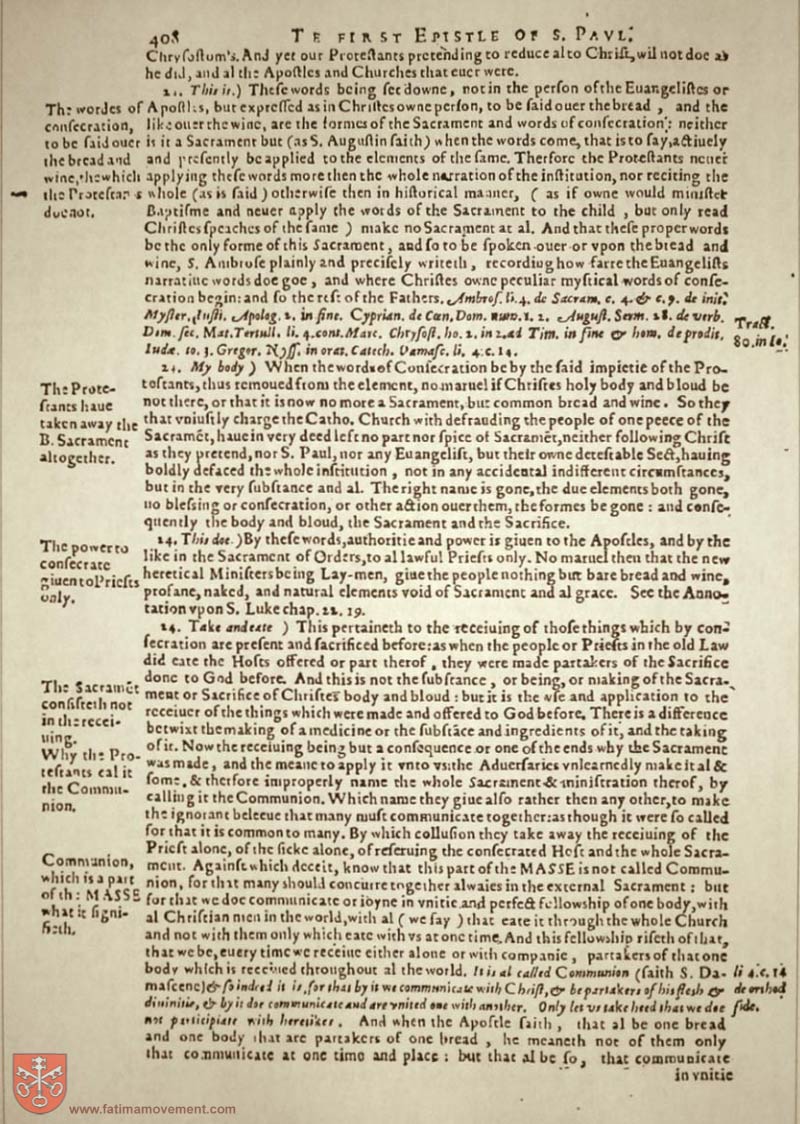 408 TE FIRST EPISTLE OF S. PAVL.
Chryſoſtum's. And yet our Proteſtants pretending to reduce al to Chriſt, wil not doe as
he did, and al the Apoſtles and Churches that euer were.
This is.) Theſe words being ſet downe, not in the perſon of the Euangeliſtes or
Apoſtles, but expreſſed as in Chriſtes owne perſon, to be ſaid ouer the bread, and the
like ouer the wine, are the formes of the Sacrament and words of conſecration: neither
is it a Sacrament but (as S. Auguſtin ſaith) when the words come, that is to ſay, actiuely
and preſently be applied to the elements of the ſame. Therfore the Proteſtants neuer
applying theſe words more then the whole narration of the inſtitution, nor reciting the
whole (as is ſaid) otherwiſe then in hiſtorical manner, (as if owne would miniſter
Baptiſme and neuer apply the words of the Sacrament to the child, but only read
Chriſtes ſpeaches of the ſame) make no Sacrament at al. And that theſe proper words
be the only forme of this Sacrament, and ſo to be ſpoken ouer or vpon the bread and
wine, S. Ambroſe plainly and preciſely writeth, recording how farre the Euangeliſts
narratiue words doe goe, and where Chriſtes owne peculiar myſtical words of conſe-
cration begin: and ſo the reſt of the Fathers. Ambroſ. li. 4. de Sacram. c. 4. & c. 9. de init.
Myſter. Iuſti. Apolog. 2. in fine. Cyprian. de Cœn. Dom. num. 1. 2. Auguſt. Serm. 28. de verb.
Dom. ſec. Mat. Tertull. li. 4. cont. Marc. Chryſoſt. ho. 2. in 2. ad Tim. in fine & hom. de prodit.
Iudæ. to. 3. Gregor. Nyſſ. in orat. Catech. Damaſc. li. 4. c. 14.
The wordes of
conſecration,
to be ſaid ouer
the bread and
wine, the which
the Proteſtants
doe not.
Tract.
80. in Io.
24. My body) When the words of Conſecration be by the ſaid impietie of the Pro-
teſtants, thus remoued from the element, no maruel if Chriſtes holy body and bloud be
not there, or that it is now no more a Sacrament, but common bread and wine. So they
that vniuſtly charge the Catho. Church with defrauding the people of one peece of the
Sacramēt, haue in very deed left no part nor ſpice of Sacramēt, neither following Chriſt
as they pretend, nor S. Paul, nor any Euangeliſt, but their owne deteſtable Sect, hauing
boldly defaced the whole inſtitution, not in any accidental indifferent circumſtances,
but in the very ſubſtance and al. The right name is gone, the due elements both gone,
no bleſſing or conſecration, or other action ouer them, the formes be gone: and conſe-
quently the body and bloud, the Sacrament and the Sacrifice.
The Prote-
ſtants haue
taken away the
B. Sacrament
altogether.
24. This doe.) By theſe words, authoritie and power is giuen to the Apoſtles, and by the
like in the Sacrament of Orders, to al lawful Prieſts only. No maruel then that the new
heretical Miniſters being Lay-men, giue the people nothing but bare bread and wine,
profane, naked, and natural elements void of Sacrament and al grace. See the Anno-
tation vpon S. Luke chap. 22. 19.
The power to
conſecrate
giuen to Prieſts
only.
24. Take and eate) This pertaineth to the receiuing of thoſe things which by con-
ſecration are preſent and ſacrificed before: as when the people or Prieſts in the old Law
did eate the Hoſts offered or part therof, they were made partakers of the Sacrifice
done to God before. And this is not the ſubſtance, or being, or making of the Sacra-
ment or Sacrifice of Chriſtes body and bloud: but it is the vſe and application to the
receiuer of the things which were made and offered to God before. There is a difference
betwixt the making of a medicine or the ſubſtāce and ingredients of it, and the taking
of it. Now the receiuing being but a conſequence or one of the ends why the Sacrament
was made, and the meane to apply it vnto vs: the Aduerſaries vnlearnedly make it al &
ſome, & therfore improperly name the whole Sacrament & miniſtration therof, by
calling it the Communion. Which name they giue alſo rather then any other, to make
the ignorant beleeue that many muſt communicate together: as though it were ſo called
for that it is common to many. By which colluſion they take away the receiuing of the
Prieſt alone, of the ſicke alone, of reſeruing the conſecrated Hoſt and the whole Sacra-
ment. Againſt which deceit, know that this part of the MASSE is not called Commu-
nion, for that many ſhould concurre together alwaies in the external Sacrament: but
for that we doe communicate or ioyne in vnitie and perfect fellowſhip of one body, with
al Chriſtian men in the world, with al (we ſay) that eate it through the whole Church
and not with them only which eate with vs at one time. And this fellowſhip riſeth of that,
that we be, euery time we receiue either alone or with companie, partakers of that one
body which is receiued throughout al the world. It is al called Communion (ſaith S. Da-
maſcene) & ſo indeed it is, for that by it we communicate with Chriſt, & be partakers of his fleſh &
diuinitie, & by it doe communicate and are vnited one with another. Only let vs take heed that we doe
not participate with heretikes. And when the Apoſtle ſaith, that al be one bread
and one body that are partakers of one bread, he meaneth not of them only
that communicate at one time and place: but that al be ſo, that communicate
in vnitie
The Sacramēt
conſiſteth not
in the recei-
uing.
Why the Pro-
teſtants cal it
the Commu-
nion.
Communion,
which is a part
of the MASSE
what it ſigni-
fieth.
li 4. c. 14
de orthod
fide.
www.fatimamovement.com